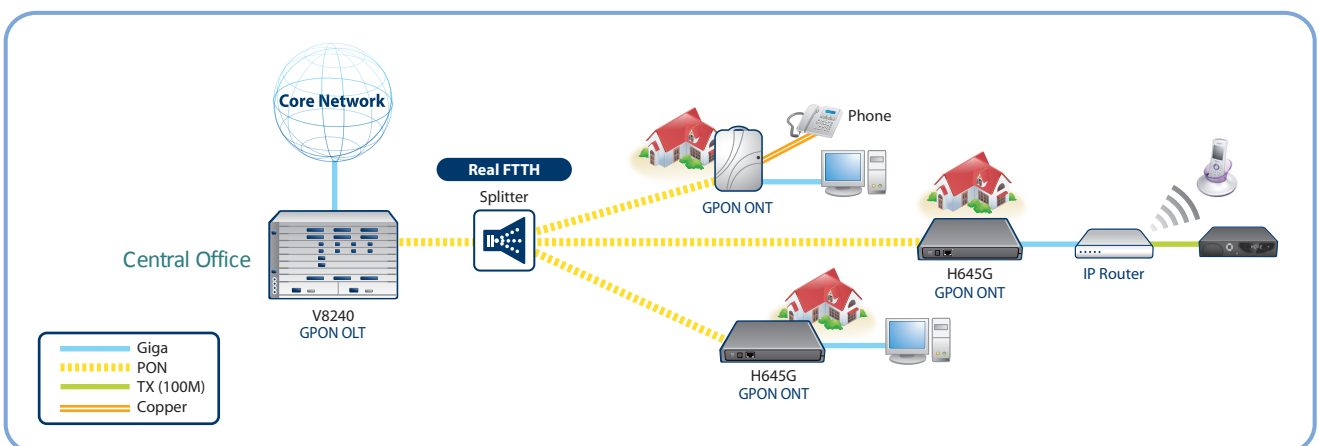 Core Network
Real FTTH
Splitter
Central Office
V8240
GPON OLT
Phone
GPON ONT
H645G
GPON ONT
IP Router
H645G
GPON ONT
Giga
PON
TX (100M)
Copper